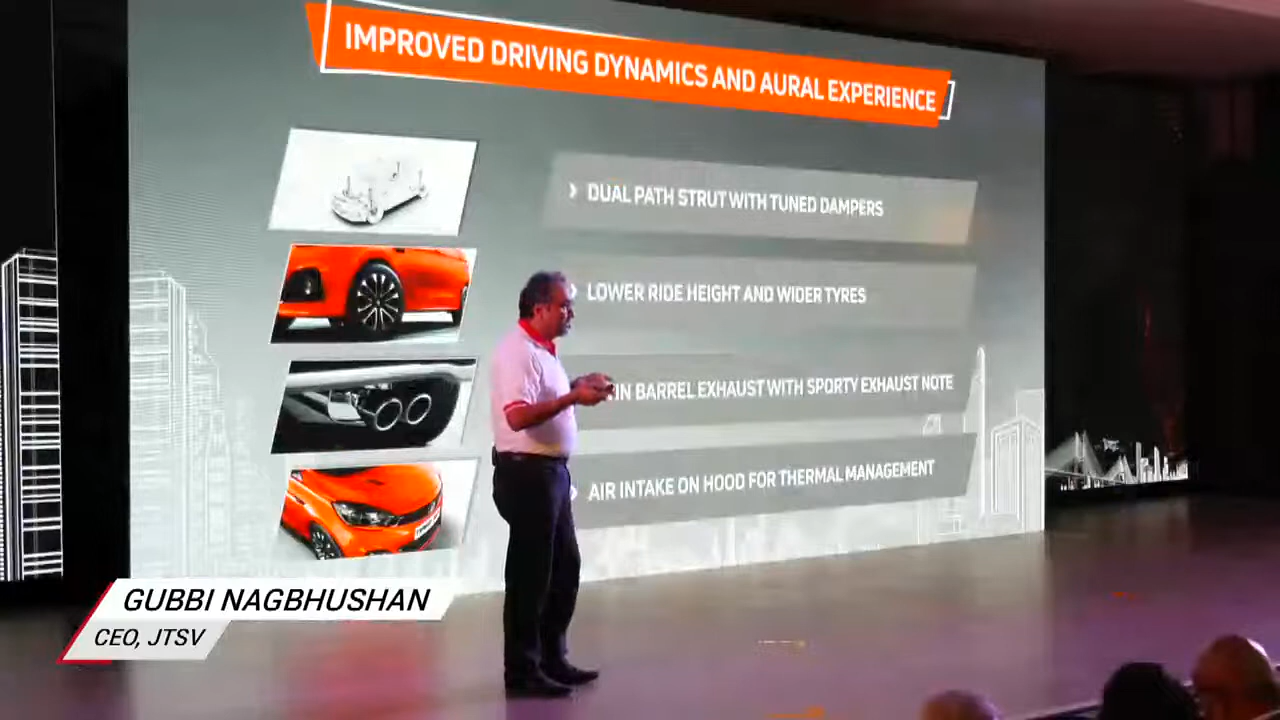 IMPROVED DRIVING DYNAMICS AND AURAL EXPERIENCE
DUAL PATH STRUT WITH TUNED DAMPERS
LOWER RIDE HEIGHT AND WIDER TYRES
IN BARREL EXHAUST WITH SPORTY EXHAUST NOTE
AIR INTAKE ON HOOD FOR THERMAL MANAGEMENT
GUBBI NAGBHUSHAN
CEO, JTSV